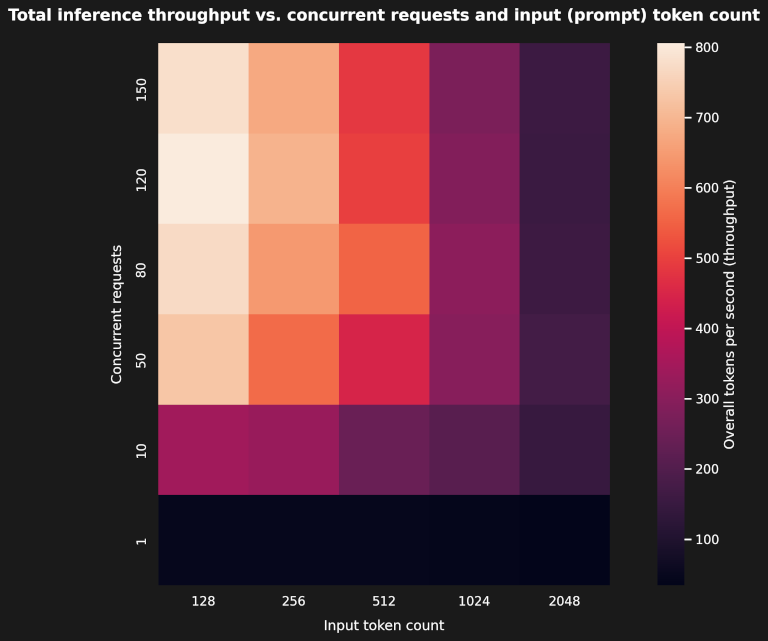 Total inference throughput vs. concurrent requests and input (prompt) token count
Concurrent requests
150
120
80
50
10
1
128 256 512 1024 2048
Input token count
800
700
600
500
400
300
200
100
Overall tokens per second (throughput)